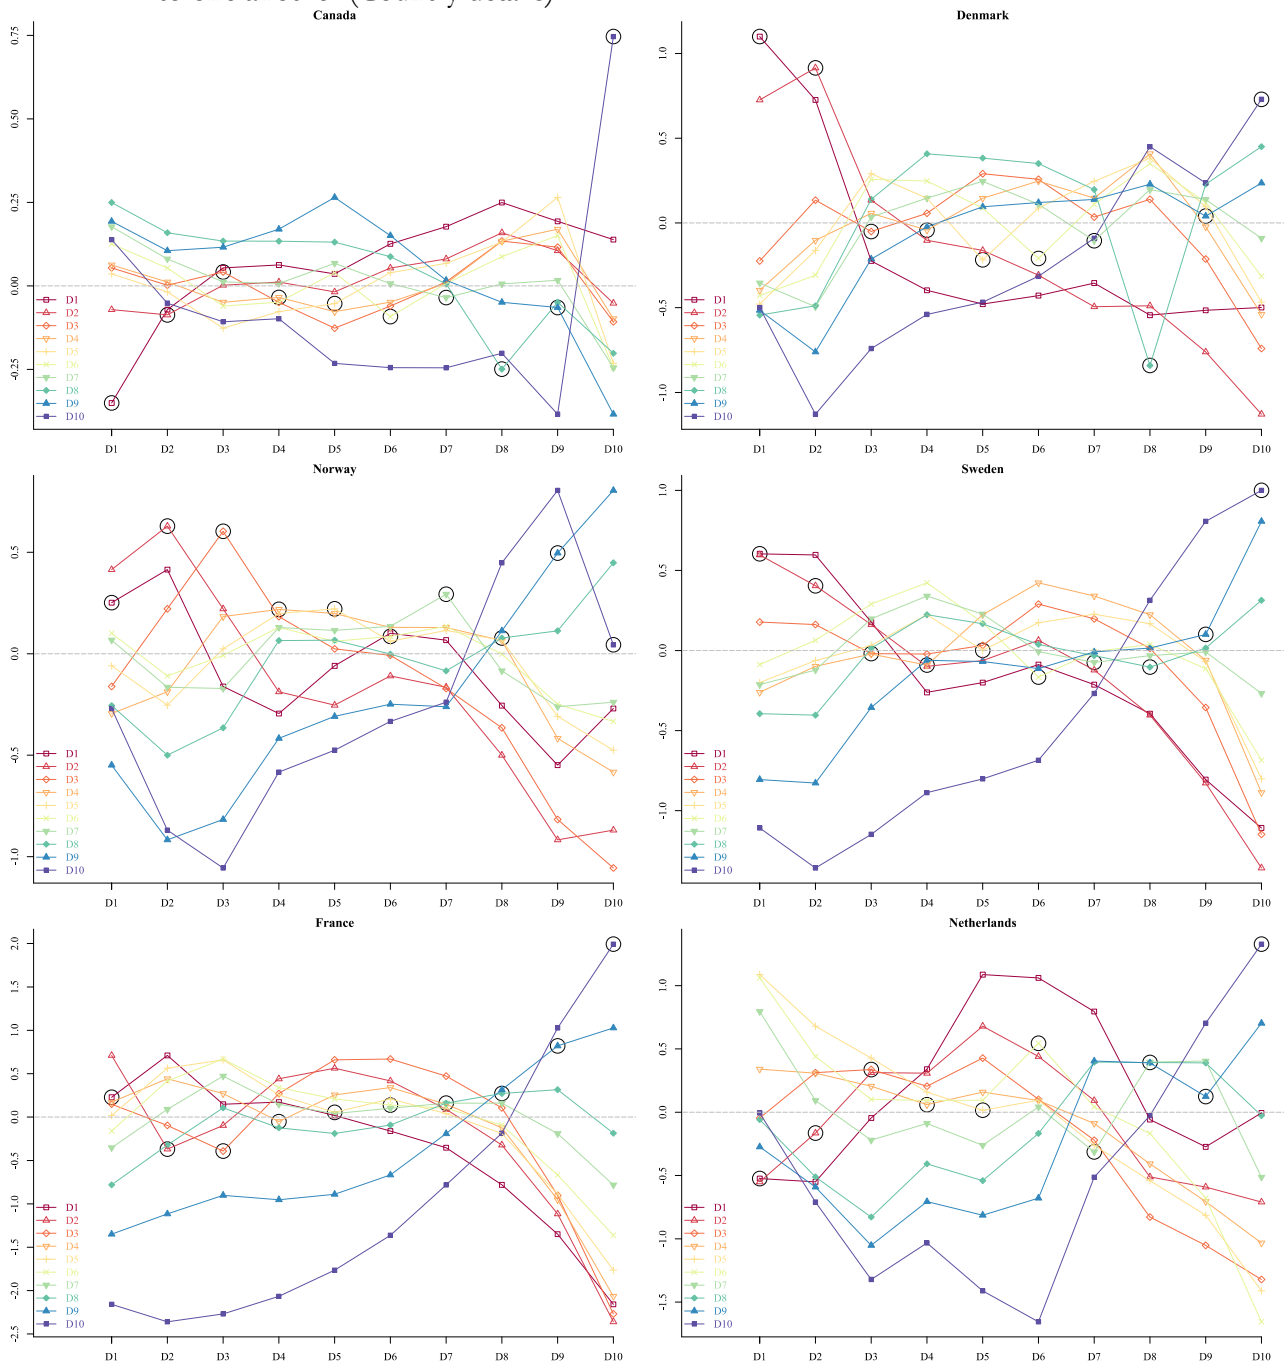 (Country details)
Canada
0.75
0.50
0.25
0.00
-0.25
D1
D2
D3
D4
D5
D6
D7
D8
D9
D10
D1 D2 D3 D4 D5 D6 D7 D8 D9 D10
Denmark
1.0
0.5
0.0
-0.5
-1.0
D1
D2
D3
D4
D5
D6
D7
D8
D9
D10
D1 D2 D3 D4 D5 D6 D7 D8 D9 D10
Norway
0.5
0.0
-0.5
-1.0
D1
D2
D3
D4
D5
D6
D7
D8
D9
D10
D1 D2 D3 D4 D5 D6 D7 D8 D9 D10
Sweden
1.0
0.5
0.0
-0.5
-1.0
D1
D2
D3
D4
D5
D6
D7
D8
D9
D10
D1 D2 D3 D4 D5 D6 D7 D8 D9 D10
France
2.0
1.5
1.0
0.5
0.0
-0.5
-1.0
-1.5
-2.0
-2.5
D1
D2
D3
D4
D5
D6
D7
D8
D9
D10
D1 D2 D3 D4 D5 D6 D7 D8 D9 D10
Netherlands
1.0
0.5
0.0
-0.5
-1.0
-1.5
D1
D2
D3
D4
D5
D6
D7
D8
D9
D10
D1 D2 D3 D4 D5 D6 D7 D8 D9 D10